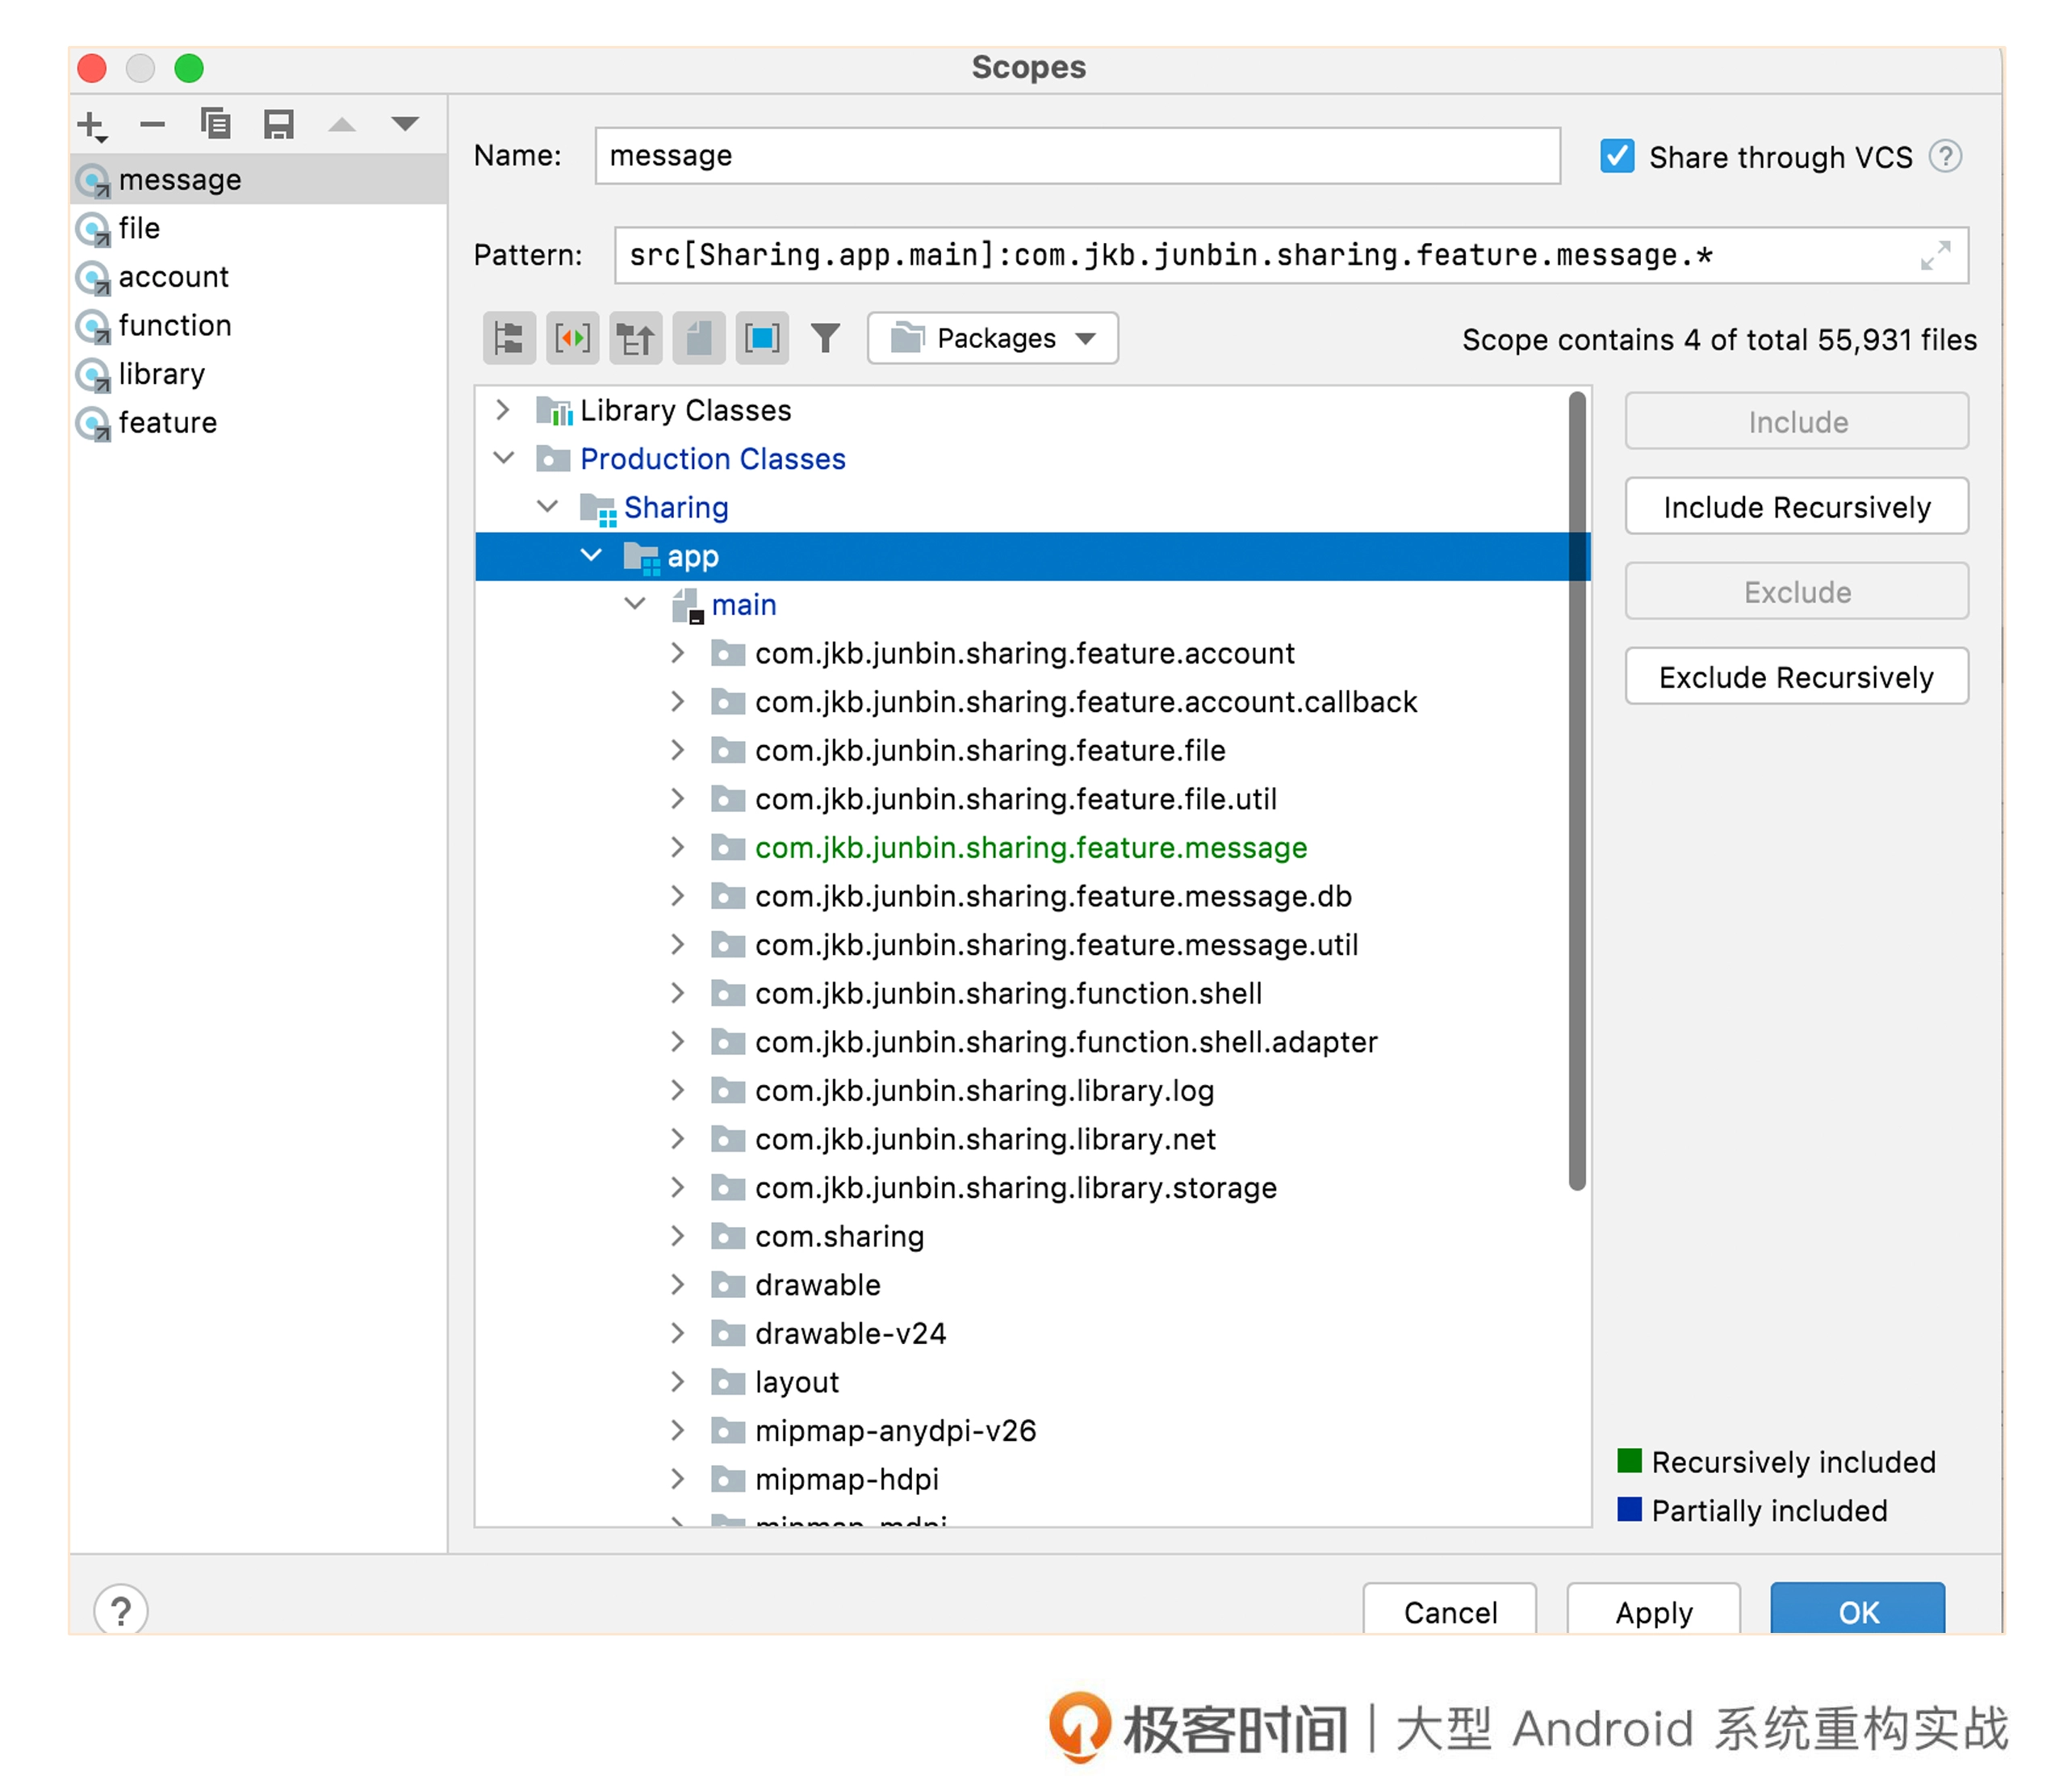 Scopes
message
file
account
function
library
feature
Name: message
Share through VCS ?
Pattern: src[Sharing.app.main]:com.jkb.junbin.sharing.feature.message.*
Packages
Scope contains 4 of total 55,931 files
Library Classes
Production Classes
Sharing
app
main
com.jkb.junbin.sharing.feature.account
com.jkb.junbin.sharing.feature.account.callback
com.jkb.junbin.sharing.feature.file
com.jkb.junbin.sharing.feature.file.util
com.jkb.junbin.sharing.feature.message
com.jkb.junbin.sharing.feature.message.db
com.jkb.junbin.sharing.feature.message.util
com.jkb.junbin.sharing.function.shell
com.jkb.junbin.sharing.function.shell.adapter
com.jkb.junbin.sharing.library.log
com.jkb.junbin.sharing.library.net
com.jkb.junbin.sharing.library.storage
com.sharing
drawable
drawable-v24
layout
mipmap-anydpi-v26
mipmap-hdpi
mipmap-mdpi
Include
Include Recursively
Exclude
Exclude Recursively
Recursively included
Partially included
?
Cancel
Apply
OK
极客时间 | 大型 Android 系统重构实战